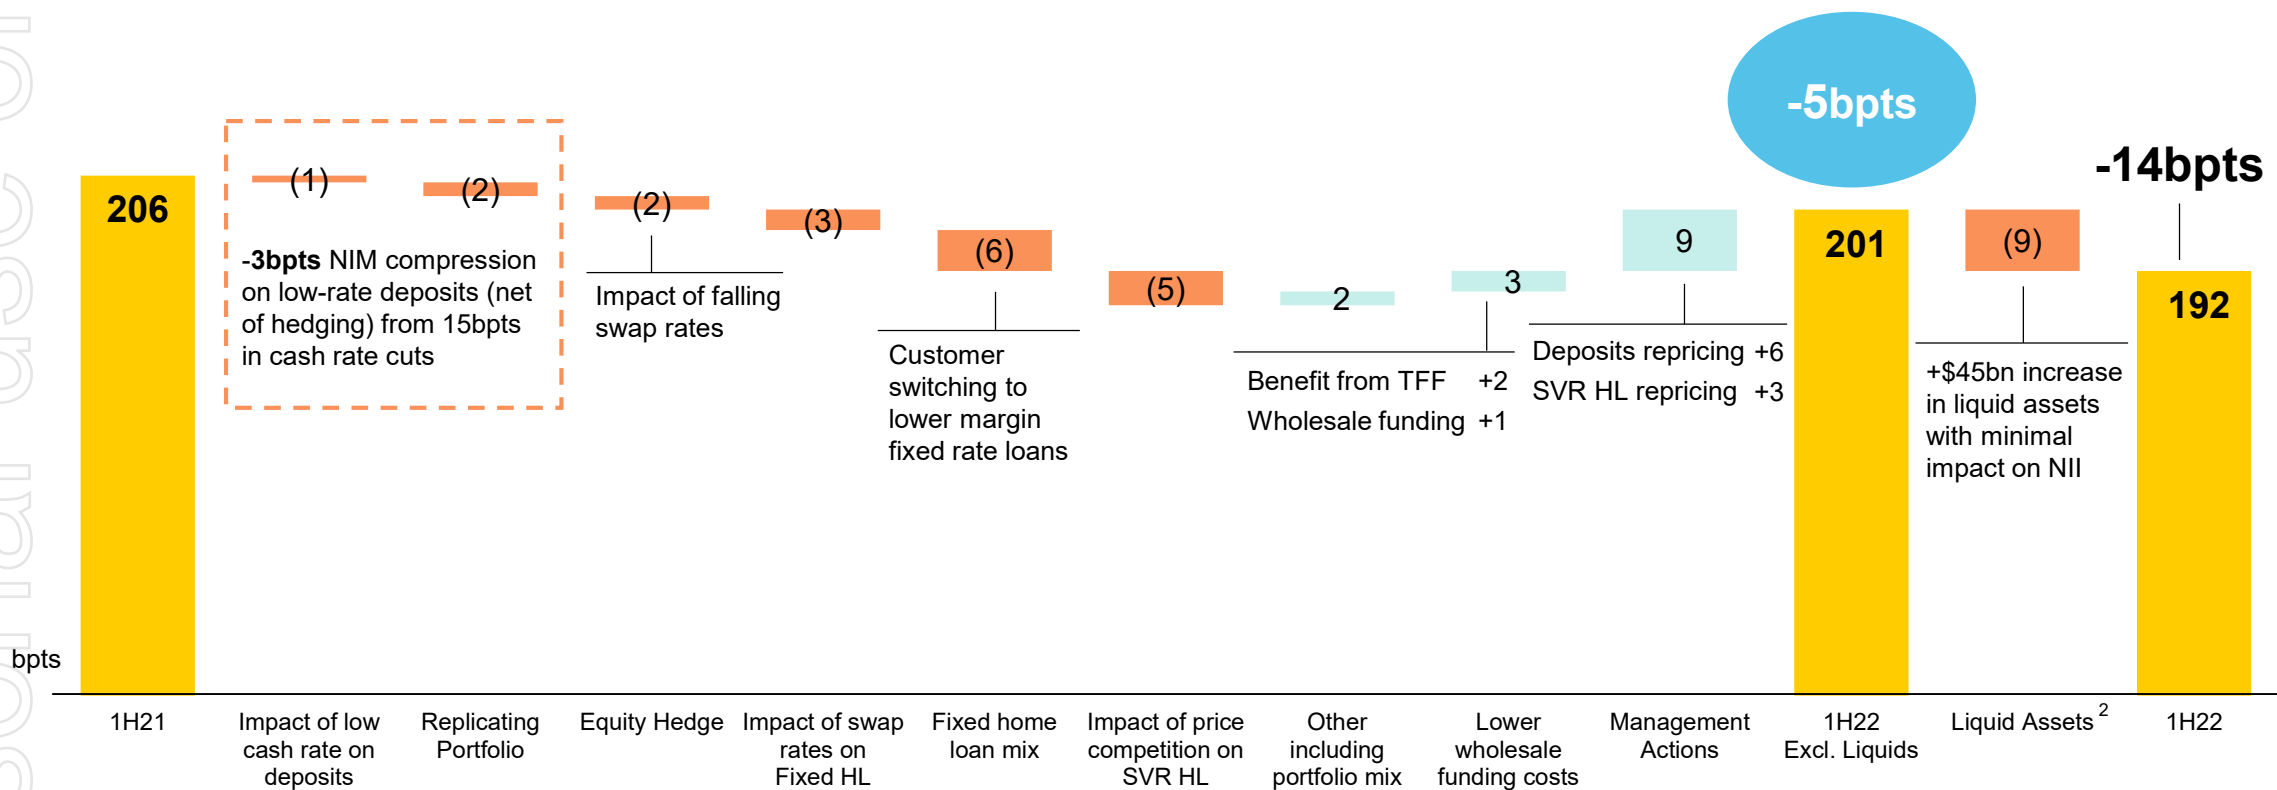 -5bpts
-14bpts
206
(1)
(2)
(2)
(3)
(6)
(5)
2
3
9
201
(9)
192
-3bpts NIM compression
on low-rate deposits (net
of hedging) from 15bpts
in cash rate cuts
Impact of falling
swap rates
Customer
switching to
lower margin
fixed rate loans
Benefit from TFF +2
Wholesale funding +1
Deposits repricing +6
SVR HL repricing +3
+$45bn increase
in liquid assets
with minimal
impact on NII
bpts
1H21
Impact of low
cash rate on
deposits
Replicating
Portfolio
Equity Hedge
Impact of swap
rates on
Fixed HL
Fixed home
loan mix
Impact of price
competition on
SVR HL
Other
including
portfolio mix
Lower
wholesale
funding costs
Management
Actions
1H22
Excl. Liquids
Liquid Assets 2
1H22